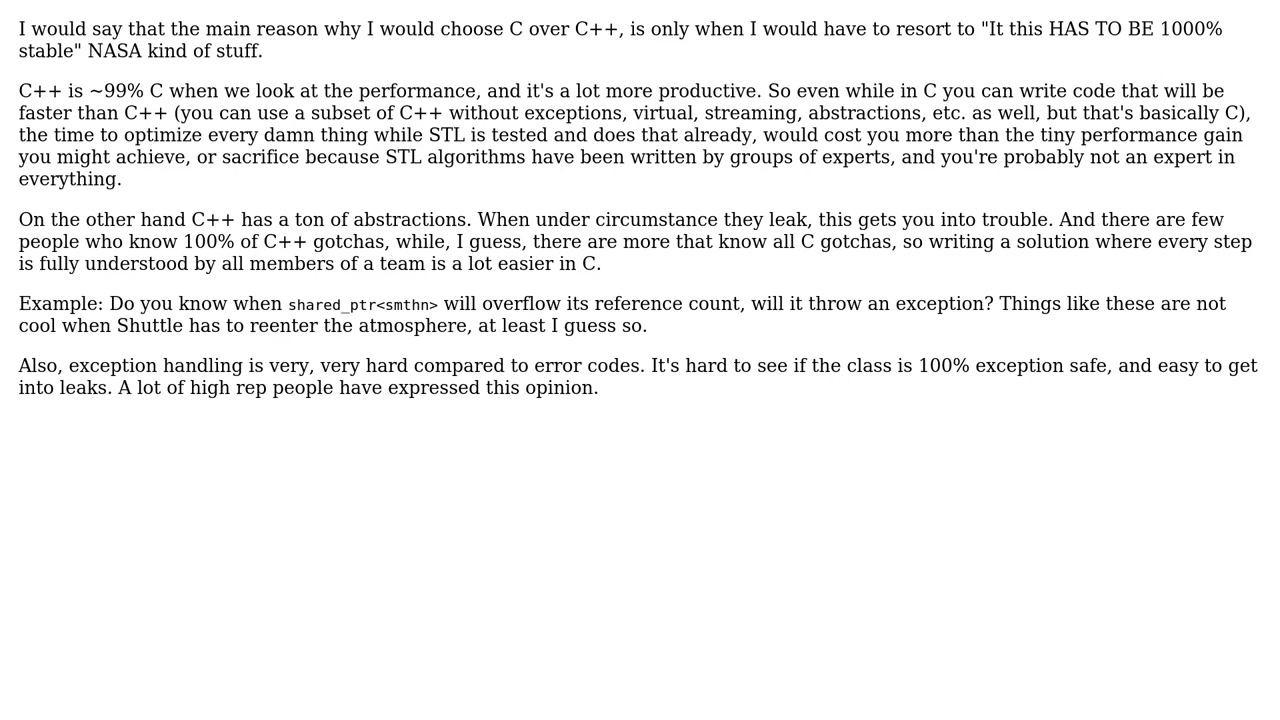 I would say that the main reason why I would choose C over C++, is only when I would have to resort to "It this HAS TO BE 1000%
stable" NASA kind of stuff.
C++ is ~99% C when we look at the performance, and it's a lot more productive. So even while in C you can write code that will be
faster than C++ (you can use a subset of C++ without exceptions, virtual, streaming, abstractions, etc. as well, but that's basically C),
the time to optimize every damn thing while STL is tested and does that already, would cost you more than the tiny performance gain
you might achieve, or sacrifice because STL algorithms have been written by groups of experts, and you're probably not an expert in
everything.
On the other hand C++ has a ton of abstractions. When under circumstance they leak, this gets you into trouble. And there are few
people who know 100% of C++ gotchas, while, I guess, there are more that know all C gotchas, so writing a solution where every step
is fully understood by all members of a team is a lot easier in C.
Example: Do you know when shared_ptr<smthn> will overflow its reference count, will it throw an exception? Things like these are not
cool when Shuttle has to reenter the atmosphere, at least I guess so.
Also, exception handling is very, very hard compared to error codes. It's hard to see if the class is 100% exception safe, and easy to get
into leaks. A lot of high rep people have expressed this opinion.